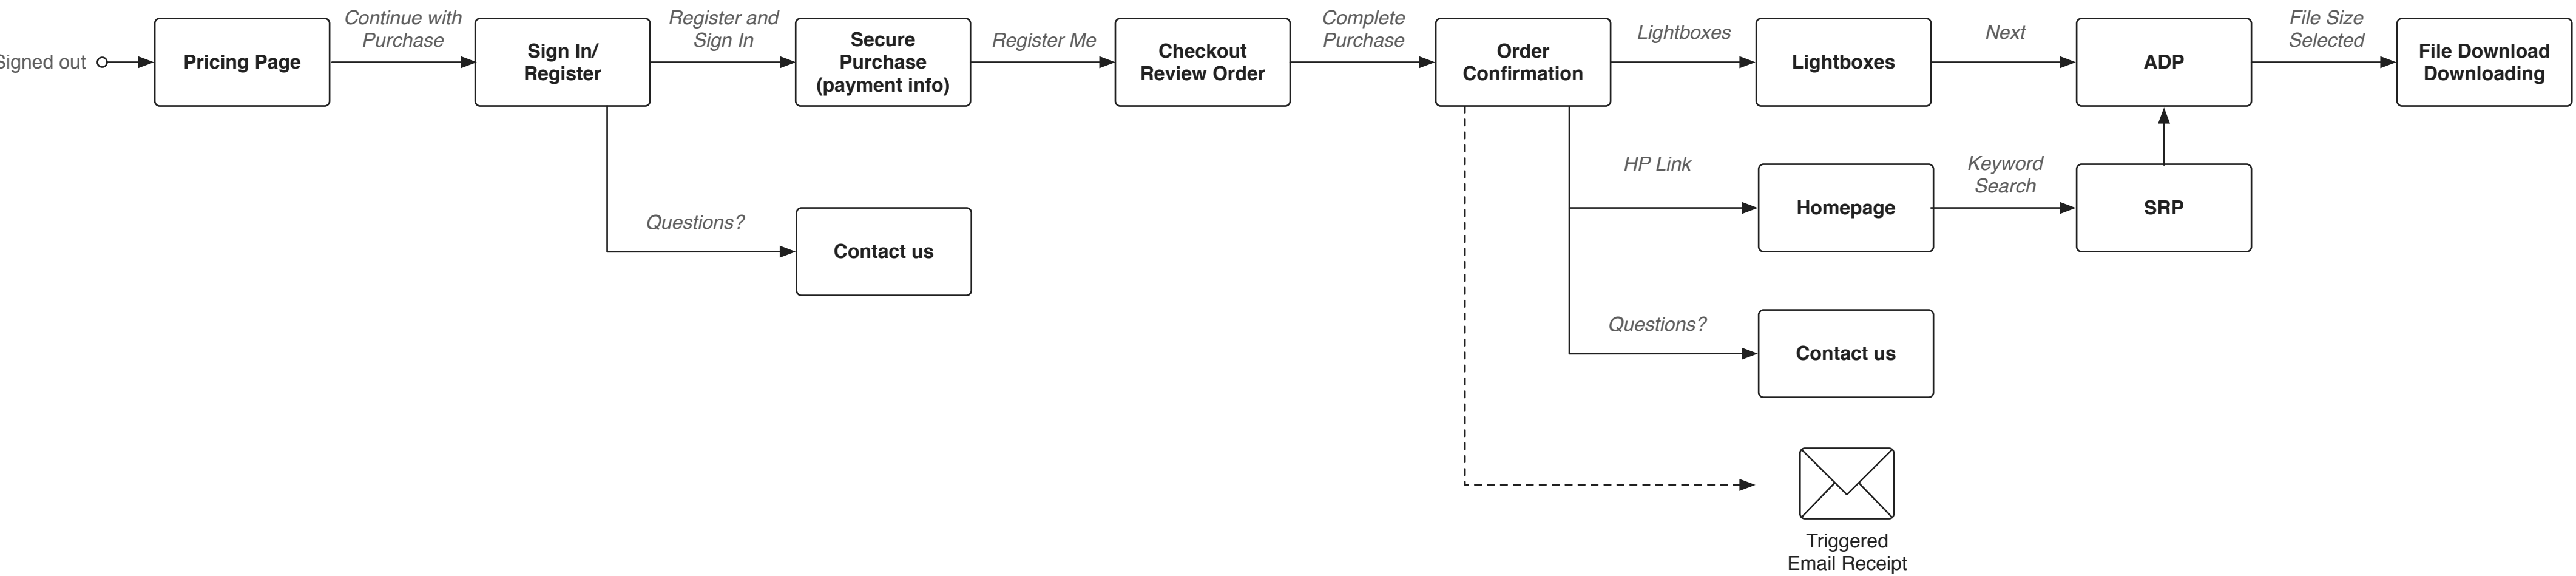 Signed out
Pricing Page
Continue with
Purchase
Sign In/
Register
Register and
Sign In
Secure
Purchase
(payment info)
Register Me
Checkout
Review Order
Complete
Purchase
Order
Confirmation
Lightboxes
Lightboxes
Next
ADP
File Size
Selected
File Download
Downloading
HP Link
Homepage
Keyword
Search
SRP
Questions?
Contact us
Questions?
Contact us
Triggered
Email Receipt